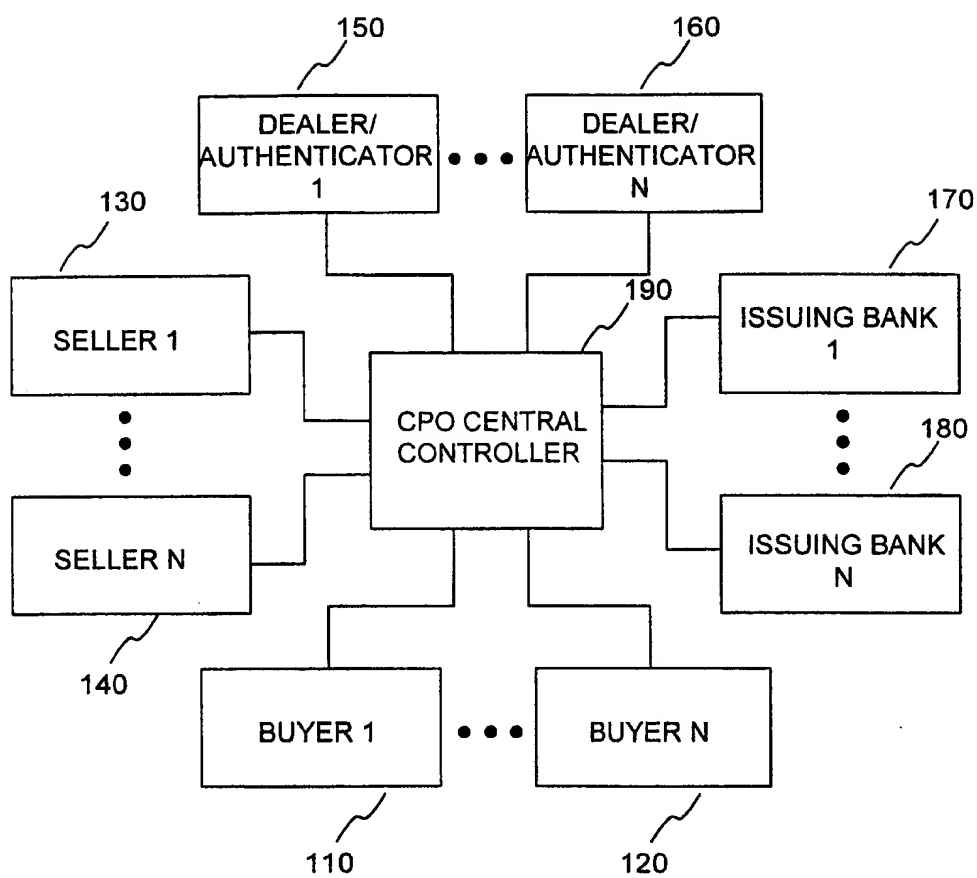 150
160
DEALER/
AUTHENTICATOR
1
DEALER/
AUTHENTICATOR
N
130
170
190
SELLER 1
ISSUING BANK
1
CPO CENTRAL
CONTROLLER
180
SELLER N
ISSUING BANK
N
140
BUYER 1
BUYER N
110
120